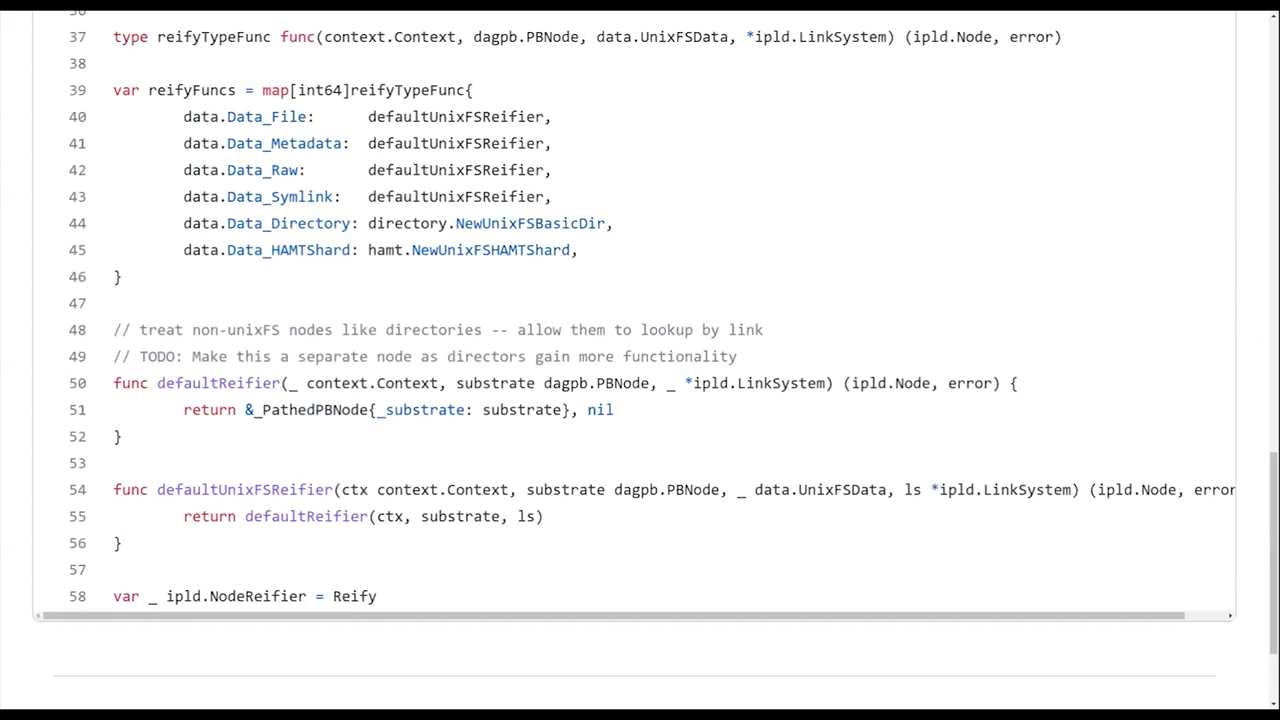 37 type reifyTypeFunc func(context.Context, dagpb.PBNode, data.UnixFSData, *ipld.LinkSystem) (ipld.Node, error)
38
39 var reifyFuncs = map[int64]reifyTypeFunc{
40 data.Data_File: defaultUnixFSReifier,
41 data.Data_Metadata: defaultUnixFSReifier,
42 data.Data_Raw: defaultUnixFSReifier,
43 data.Data_Symlink: defaultUnixFSReifier,
44 data.Data_Directory: directory.NewUnixFSBasicDir,
45 data.Data_HAMTShard: hamt.NewUnixFSHAMTShard,
46 }
47
48 // treat non-unixFS nodes like directories -- allow them to lookup by link
49 // TODO: Make this a separate node as directors gain more functionality
50 func defaultReifier(_ context.Context, substrate dagpb.PBNode, _ *ipld.LinkSystem) (ipld.Node, error) {
51 return &_PathedPBNode{_substrate: substrate}, nil
52 }
53
54 func defaultUnixFSReifier(ctx context.Context, substrate dagpb.PBNode, _ data.UnixFSData, ls *ipld.LinkSystem) (ipld.Node, error
55 return defaultReifier(ctx, substrate, ls)
56 }
57
58 var _ ipld.NodeReifier = Reify